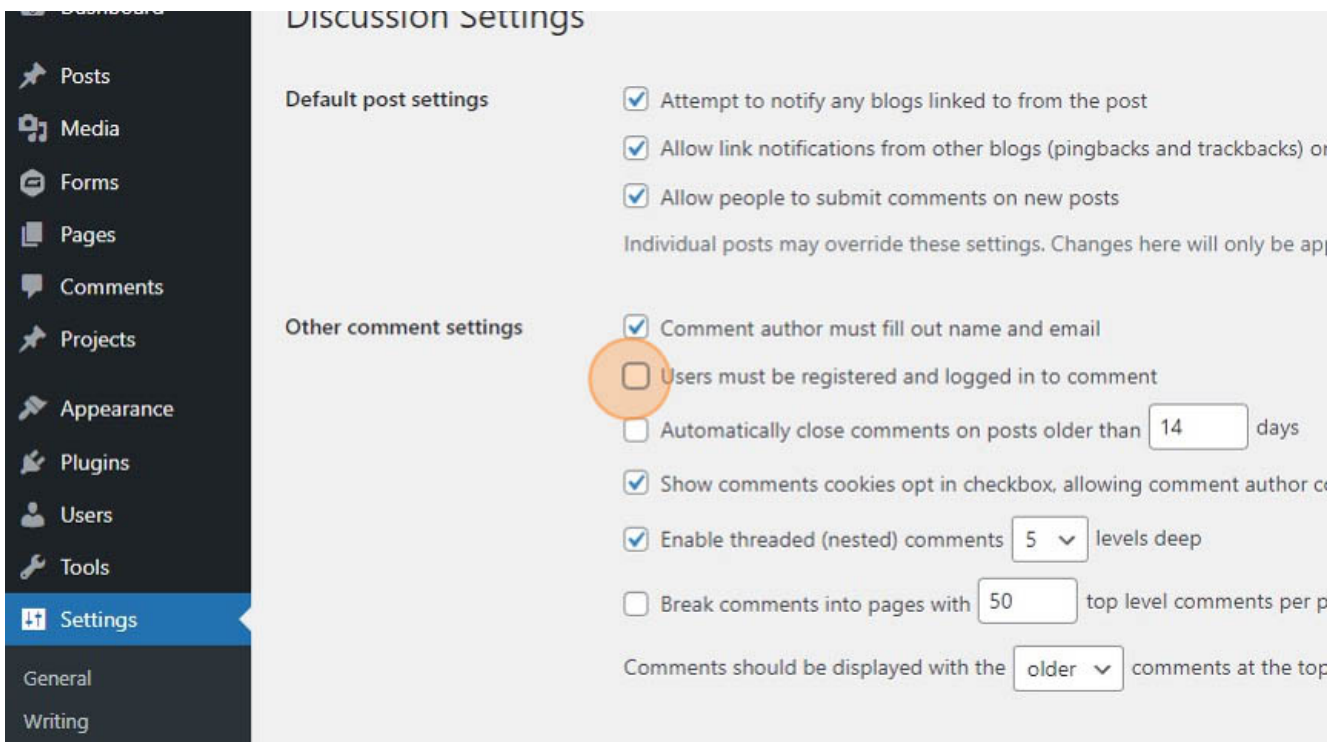 Dashboard
Discussion Settings
Posts
Media
Forms
Pages
Comments
Projects
Appearance
Plugins
Users
Tools
Settings
General
Writing
Default post settings
Attempt to notify any blogs linked to from the post
Allow link notifications from other blogs (pingbacks and trackbacks)
Allow people to submit comments on new posts
Individual posts may override these settings. Changes here will only be
Other comment settings
Comment author must fill out name and email
Users must be registered and logged in to comment
Automatically close comments on posts older than 14 days
Show comments cookies opt in checkbox, allowing comment author
Enable threaded (nested) comments 5 levels deep
Break comments into pages with 50 top level comments per
Comments should be displayed with the older comments at the top